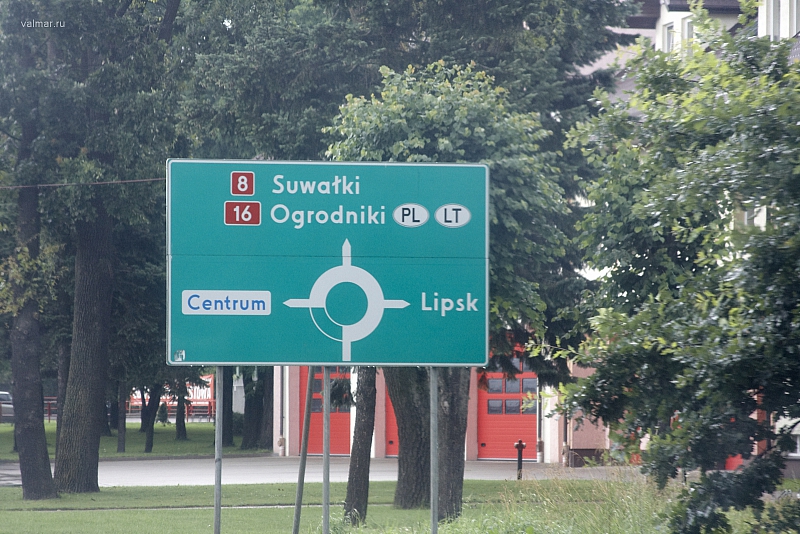 valmar.ru
8 Suwałki
16 Ogrodniki PL LT
Centrum
Lipsk